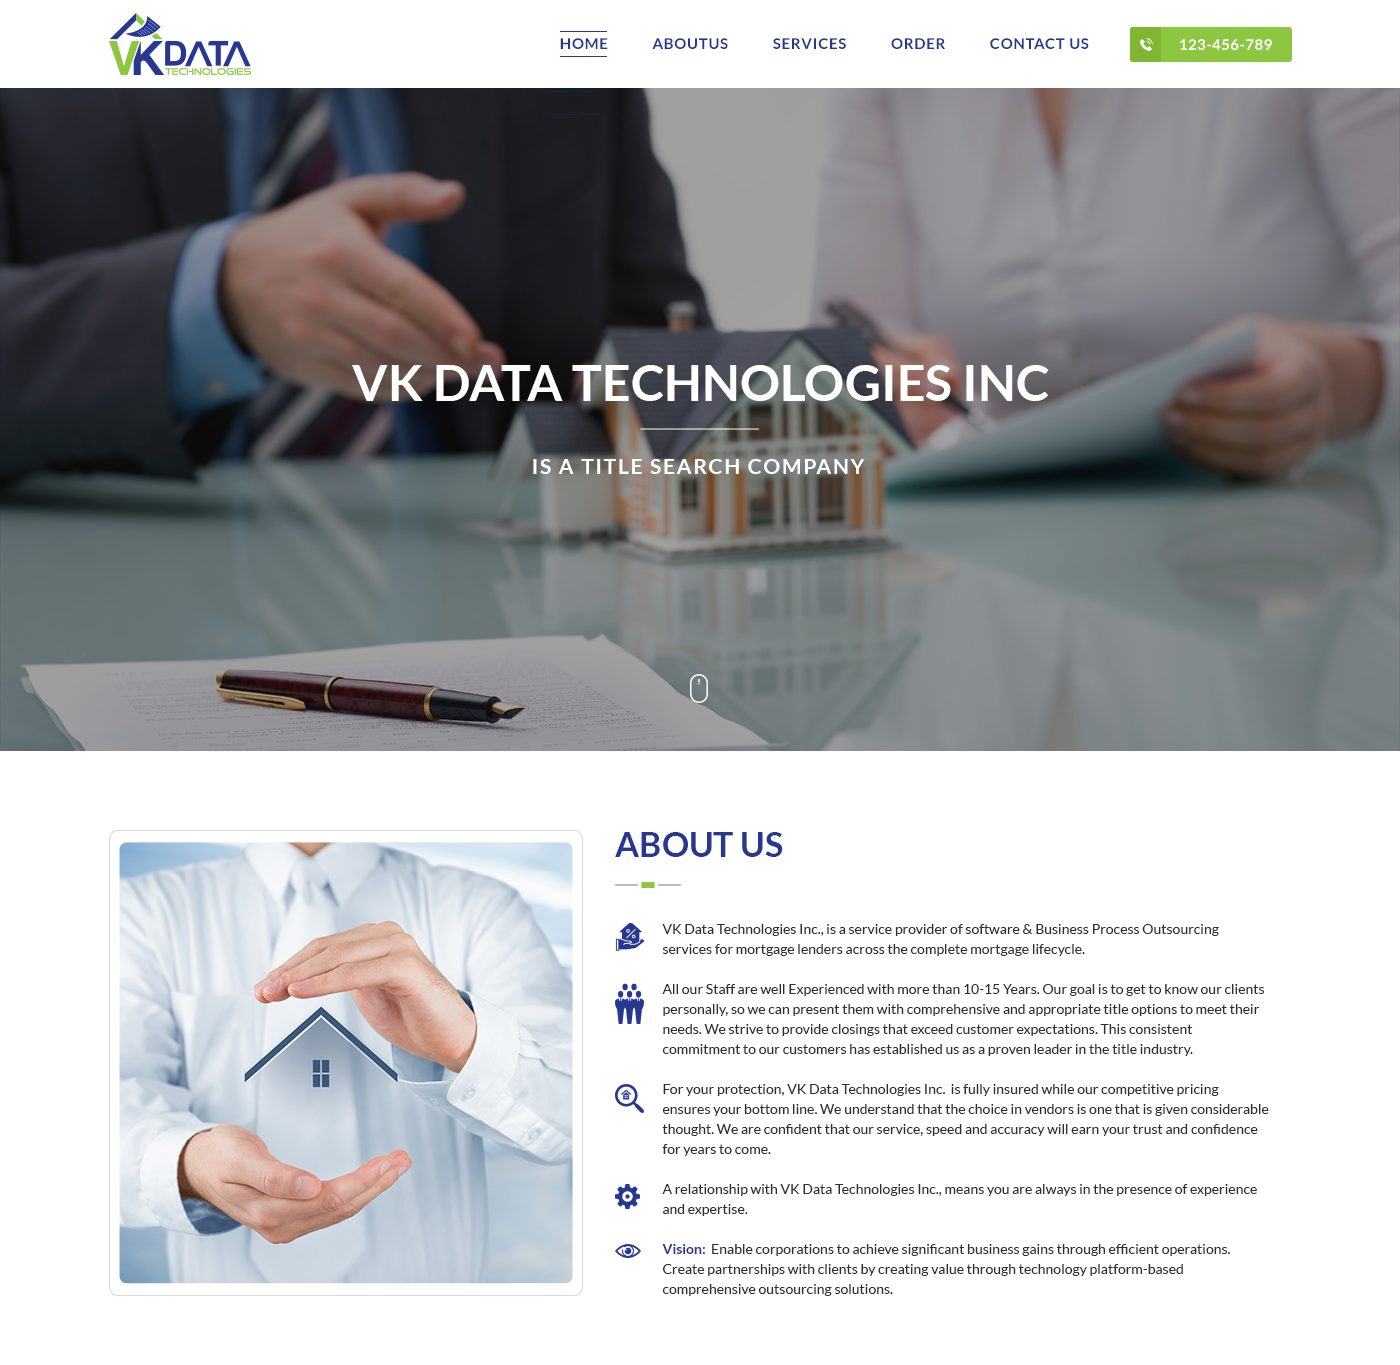 VKDATA
TECHNOLOGIES
HOME ABOUTUS SERVICES ORDER CONTACT US 123-456-789
VK DATA TECHNOLOGIES INC
IS A TITLE SEARCH COMPANY
ABOUT US
VK Data Technologies Inc., is a service provider of software & Business Process Outsourcing
services for mortgage lenders across the complete mortgage lifecycle.
All our Staff are well Experienced with more than 10-15 Years. Our goal is to get to know our clients
personally, so we can present them with comprehensive and appropriate title options to meet their
needs. We strive to provide closings that exceed customer expectations. This consistent
commitment to our customers has established us as a proven leader in the title industry.
For your protection, VK Data Technologies Inc.  is fully insured while our competitive pricing
ensures your bottom line. We understand that the choice in vendors is one that is given considerable
thought. We are confident that our service, speed and accuracy will earn your trust and confidence
for years to come.
A relationship with VK Data Technologies Inc., means you are always in the presence of experience
and expertise.
Vision:  Enable corporations to achieve significant business gains through efficient operations.
Create partnerships with clients by creating value through technology platform-based
comprehensive outsourcing solutions.